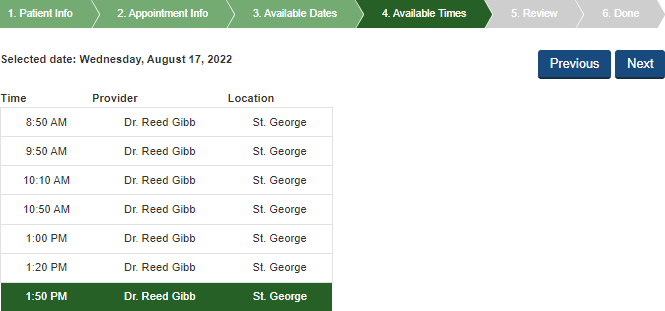 1. Patient Info 2. Appointment Info 3. Available Dates 4. Available Times 5. Review 6. Done
Selected date: Wednesday, August 17, 2022
Previous Next
Time Provider Location
8:50 AM Dr. Reed Gibb St. George
9:50 AM Dr. Reed Gibb St. George
10:10 AM Dr. Reed Gibb St. George
10:50 AM Dr. Reed Gibb St. George
1:00 PM Dr. Reed Gibb St. George
1:20 PM Dr. Reed Gibb St. George
1:50 PM Dr. Reed Gibb St. George